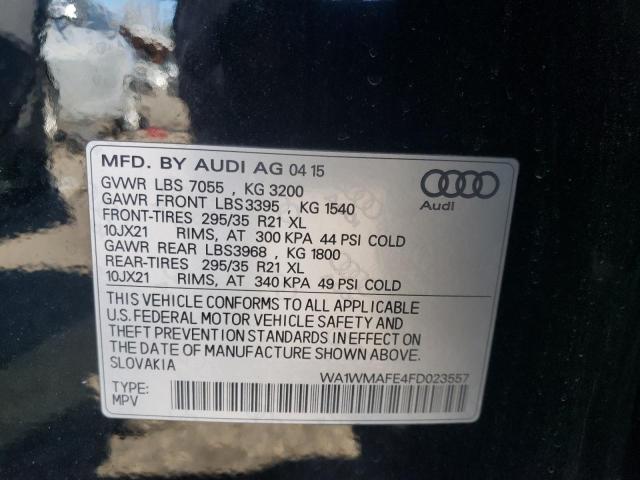 MFD. BY AUDI AG 04 15
GVWR LBS 7055 , KG 3200
GAWR FRONT LBS3395 , KG 1540
FRONT-TIRES 295/35 R21 XL
10JX21 RIMS, AT 300 KPA 44 PSI COLD
GAWR REAR LBS3968 , KG 1800
REAR-TIRES 295/35 R21 XL
10JX21 RIMS, AT 340 KPA 49 PSI COLD
Audi
THIS VEHICLE CONFORMS TO ALL APPLICABLE
U.S. FEDERAL MOTOR VEHICLE SAFETY AND
THEFT PREVENTION STANDARDS IN EFFECT ON
THE DATE OF MANUFACTURE SHOWN ABOVE.
SLOVAKIA
WA1WMAFE4FD023557
TYPE:
MPV